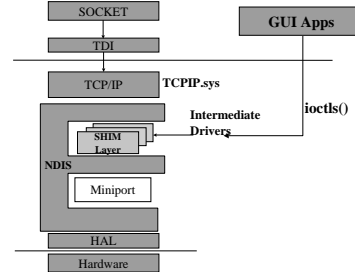 SOCKET
GUI Apps
TDI
TCP/IP
TCPIP.sys
Intermediate
Drivers
ioctls()
SHIM
Layer
NDIS
Miniport
HAL
Hardware